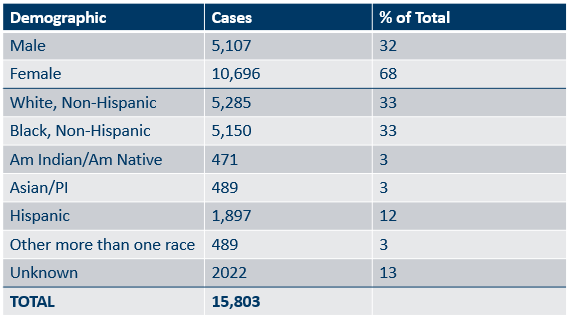 Demographic Cases % of Total
Male 5,107 32
Female 10,696 68
White, Non-Hispanic 5,285 33
Black, Non-Hispanic 5,150 33
Am Indian/Am Native 471 3
Asian/PI 489 3
Hispanic 1,897 12
Other more than one race 489 3
Unknown 2022 13
TOTAL 15,803